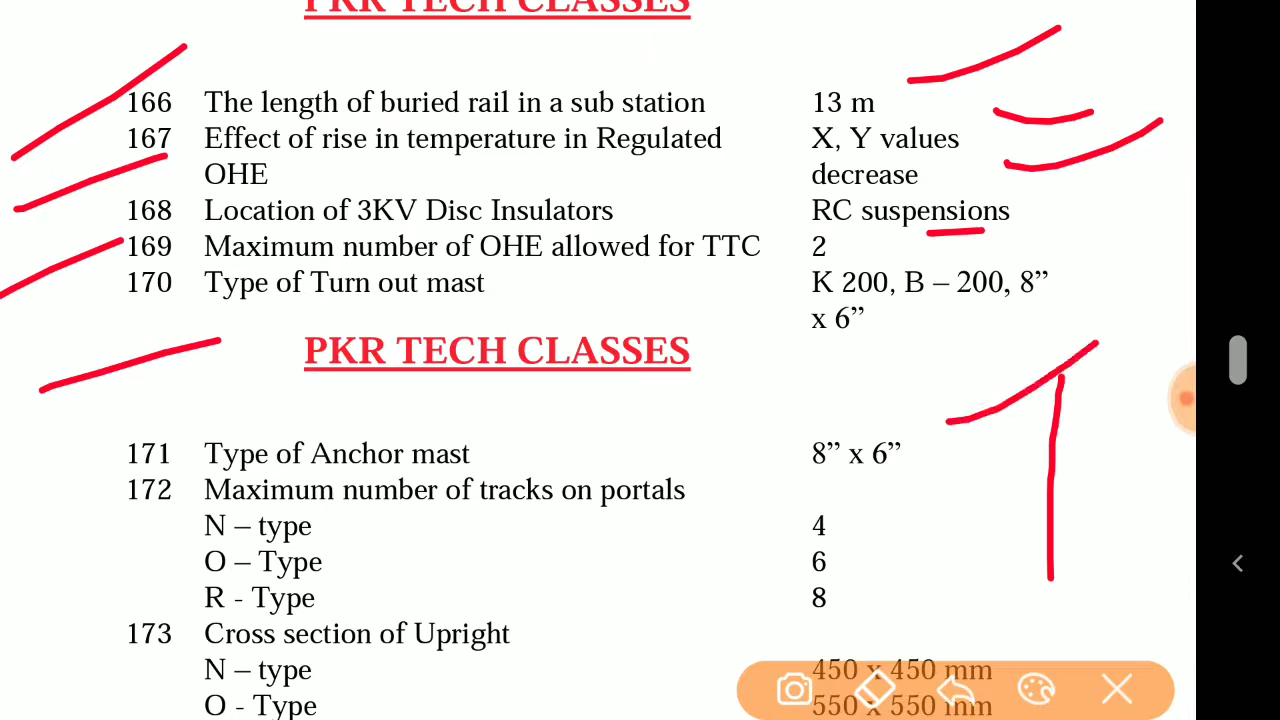 PKR TECH CLASSES
166 The length of buried rail in a sub station 13 m
167 Effect of rise in temperature in Regulated X, Y values
OHE decrease
168 Location of 3KV Disc Insulators RC suspensions
169 Maximum number of OHE allowed for TTC 2
170 Type of Turn out mast K 200, B – 200, 8”
x 6”
PKR TECH CLASSES
171 Type of Anchor mast 8” x 6”
172 Maximum number of tracks on portals
N – type 4
O – Type 6
R - Type 8
173 Cross section of Upright
N – type 450 x 450 mm
O - Type 550 x 550 mm